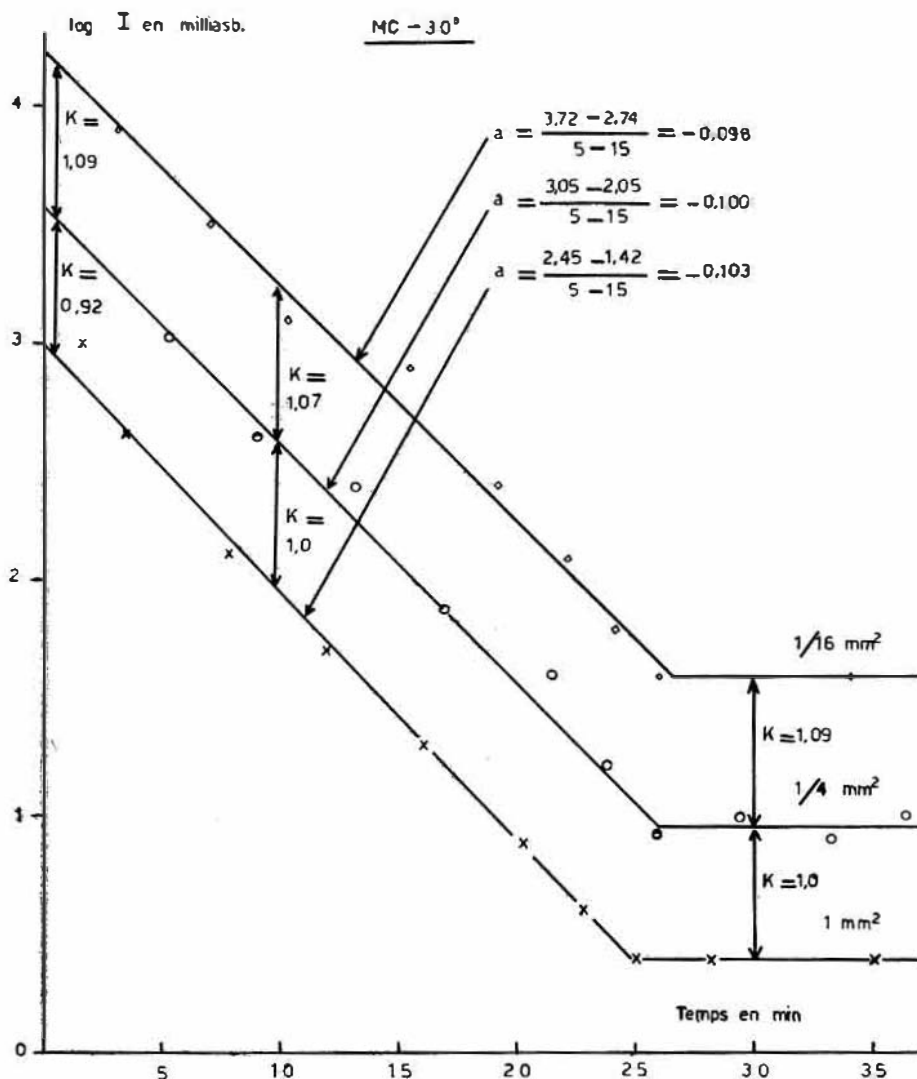 log I en milliasb.
MC - 30°
4
K =
1,09
a = 3,72 - 2,74 / 5 - 15 = -0,098
a = 3,05 - 2,05 / 5 - 15 = -0,100
K =
0,92
a = 2,45 - 1,42 / 5 - 15 = -0,103
3
K =
1,07
K =
1,0
2
1/16 mm²
K = 1,09
1/4 mm²
1
K = 1,0
1 mm²
Temps en min
0
5 10 15 20 25 30 35